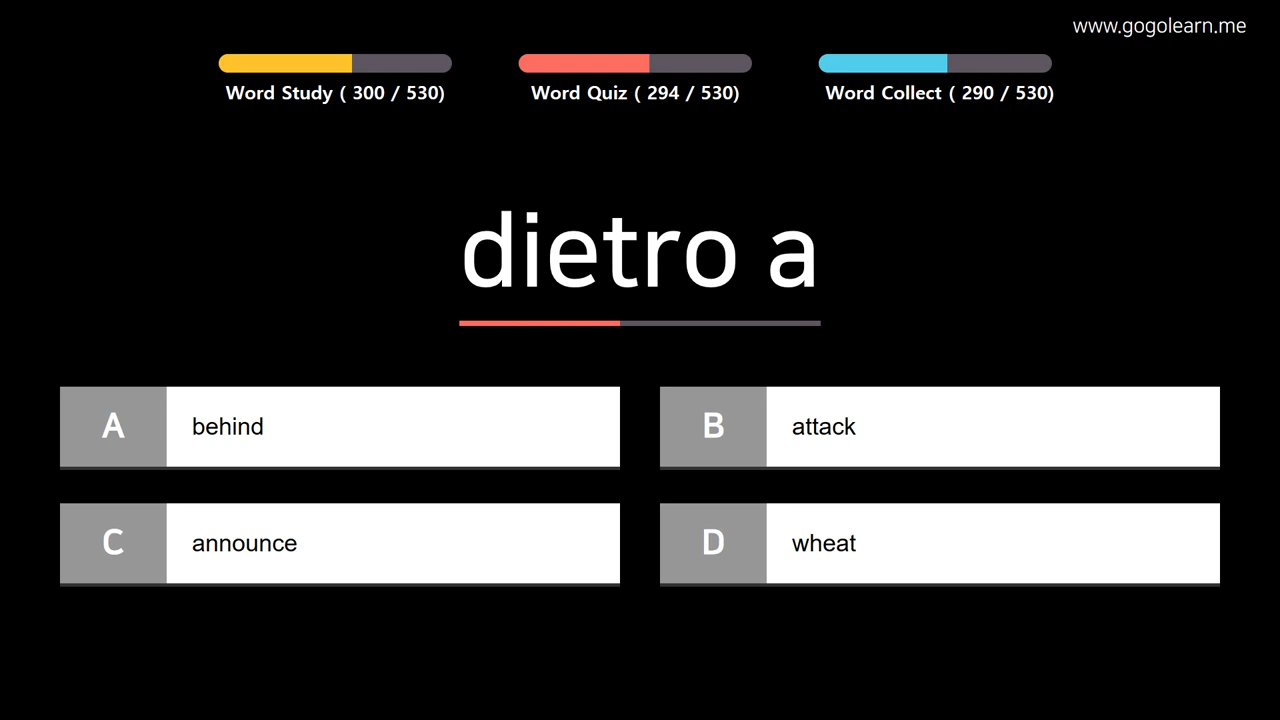 www.gogolearn.me
Word Study ( 300 / 530)
Word Quiz ( 294 / 530)
Word Collect ( 290 / 530)
dietro a
A behind
B attack
C announce
D wheat